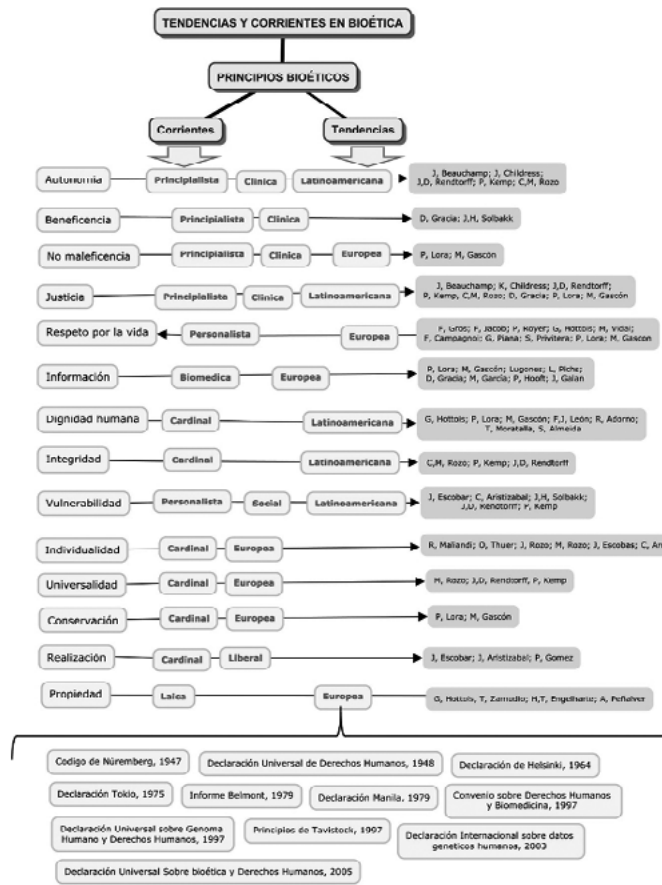 TENDENCIAS Y CORRIENTES EN BIOÉTICA
PRINCIPIOS BIOÉTICOS
Corrientes
Tendencias
Autonomía
Principialista
Clinica
Latinoamericana
J, Beauchamp; J, Childress;
J,D, Rendtorff; P, Kemp; C,M, Rozo
Beneficencia
Principialista
Clinica
D, Gracia; J,H, Solbakk
No maleficencia
Principialista
Clinica
Europea
P, Lora; M, Gascón
Justicia
Principialista
Clinica
Latinoamericana
J, Beauchamp; K, Childress; J,D, Rendtorff;
P, Kemp, C,M, Rozo; D, Gracia; P, Lora; M, Gascón
Respeto por la vida
Personalista
Europea
F, Gros; F, Jacob; P, Royer; G, Hottois; M, Vidal;
F, Campagnol; G, Piana; S, Privitera; P, Lora; M, Gascon
Información
Biomedica
Europea
P, Lora; M, Gascón; Lugones; L, Piche;
D, Gracia; M, García; P, Hooft; J, Galan
Dignidad humana
Cardinal
Latinoamericana
G, Hottois; P, Lora; M, Gascón; F,J, León; R, Adorno;
T, Moratalla, S, Almeida
Integridad
Cardinal
Latinoamericana
C,M, Rozo; P, Kemp; J,D, Rendtorff
Vulnerabilidad
Personalista
Social
Latinoamericana
J, Escobar; C, Aristizabal; J,H, Solbakk;
J,D, Rendtorff; P, Kemp
Individualidad
Cardinal
Europea
R, Maliandi; O, Thuer; J, Rozo; M, Rozo; J, Escobas; C, Ar
Universalidad
Cardinal
Europea
M, Rozo; J,D, Rendtorff, P, Kemp
Conservación
Cardinal
Europea
P, Lora; M, Gascón
Realización
Cardinal
Liberal
J, Escobar; J, Aristizabal; P, Gomez
Propiedad
Laica
Europea
G, Hottois, T, Zamudio; H,T, Engelharte; A, Peñalver
Codigo de Núremberg, 1947
Declaración Universal de Derechos Humanos, 1948
Declaración de Helsinki, 1964
Declaración Tokio, 1975
Informe Belmont, 1979
Declaración Manila. 1979
Convenio sobre Derechos Humanos
y Biomedicina, 1997
Declaración Universal sobre Genoma
Humano y Derechos Humanos, 1997
Principios de Tavistock, 1997
Declaración Internacional sobre datos
geneticos humanos, 2003
Declaración Universal Sobre bioética y Derechos Humanos, 2005